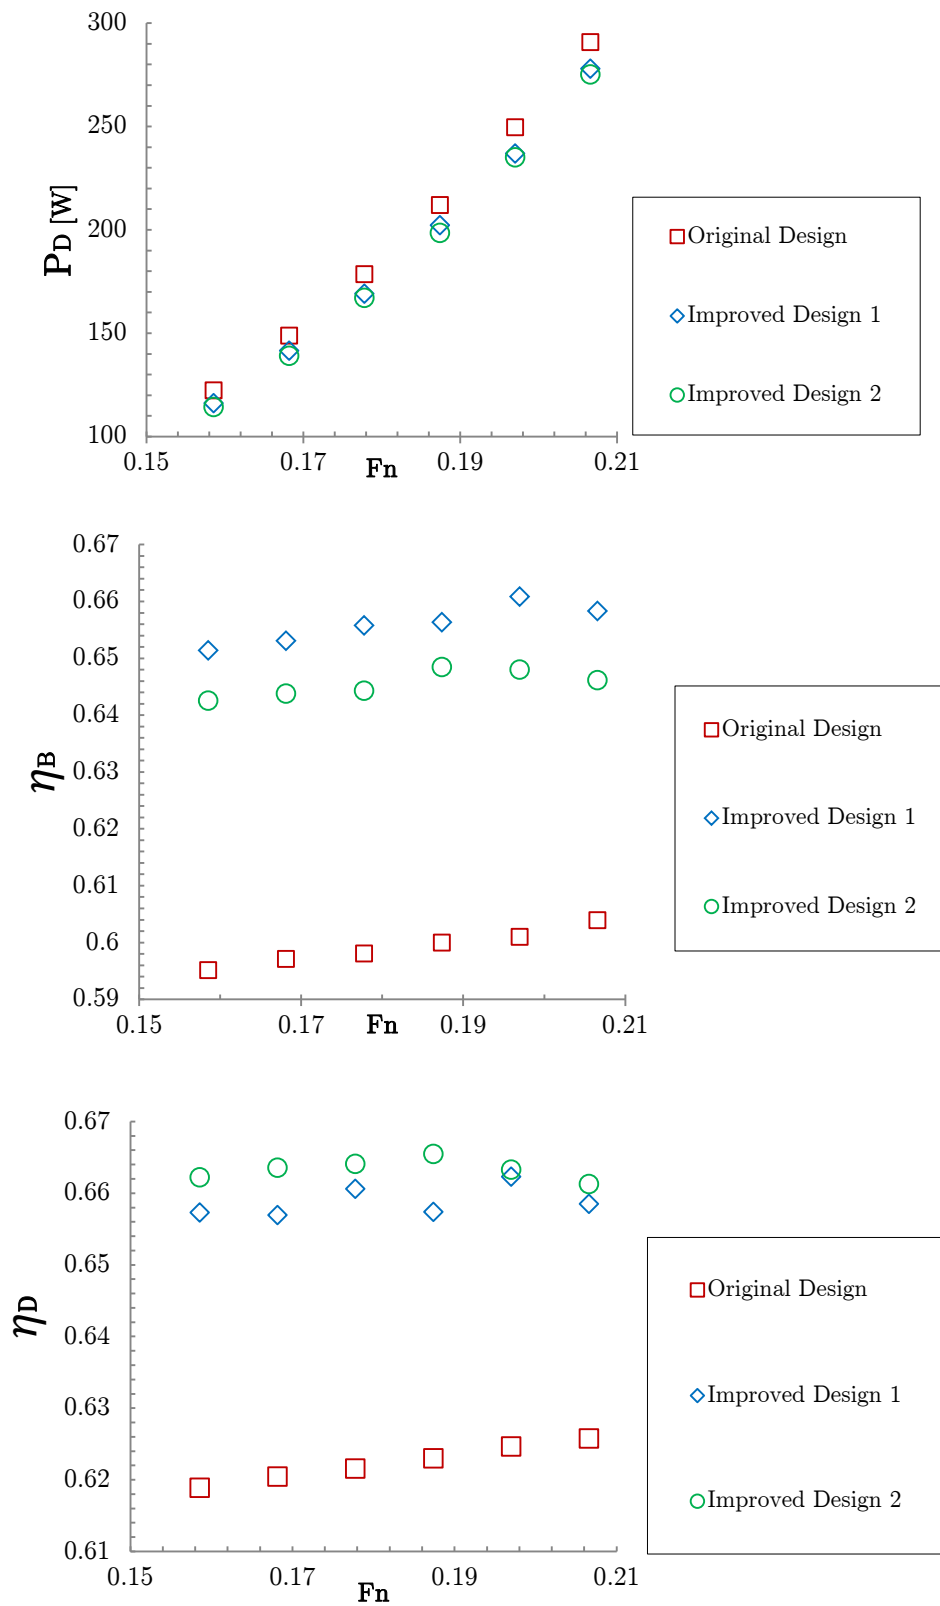 300
250
200
150
100
PD [W]
0.15 0.17 0.19 0.21
Fn
Original Design
Improved Design 1
Improved Design 2
0.67
0.66
0.65
0.64
0.63
0.62
0.61
0.6
0.59
ηB
0.15 0.17 0.19 0.21
Fn
Original Design
Improved Design 1
Improved Design 2
0.67
0.66
0.65
0.64
0.63
0.62
0.61
ηD
0.15 0.17 0.19 0.21
Fn
Original Design
Improved Design 1
Improved Design 2